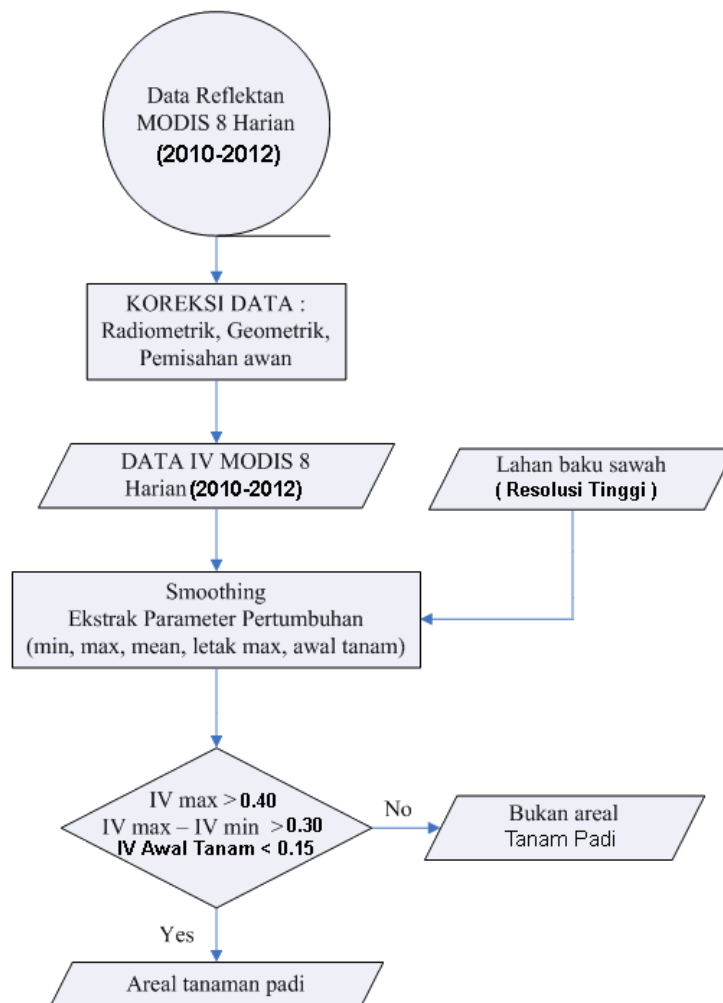 Data Reflektan
MODIS 8 Harian
(2010-2012)
KOREKSI DATA :
Radiometrik, Geometrik,
Pemisahan awan
DATA IV MODIS 8
Harian (2010-2012)
Lahan baku sawah
( Resolusi Tinggi )
Smoothing
Ekstrak Parameter Pertumbuhan
(min, max, mean, letak max, awal tanam)
IV max > 0.40
IV max – IV min > 0.30
IV Awal Tanam < 0.15
No
Bukan areal
Tanam Padi
Yes
Areal tanaman padi